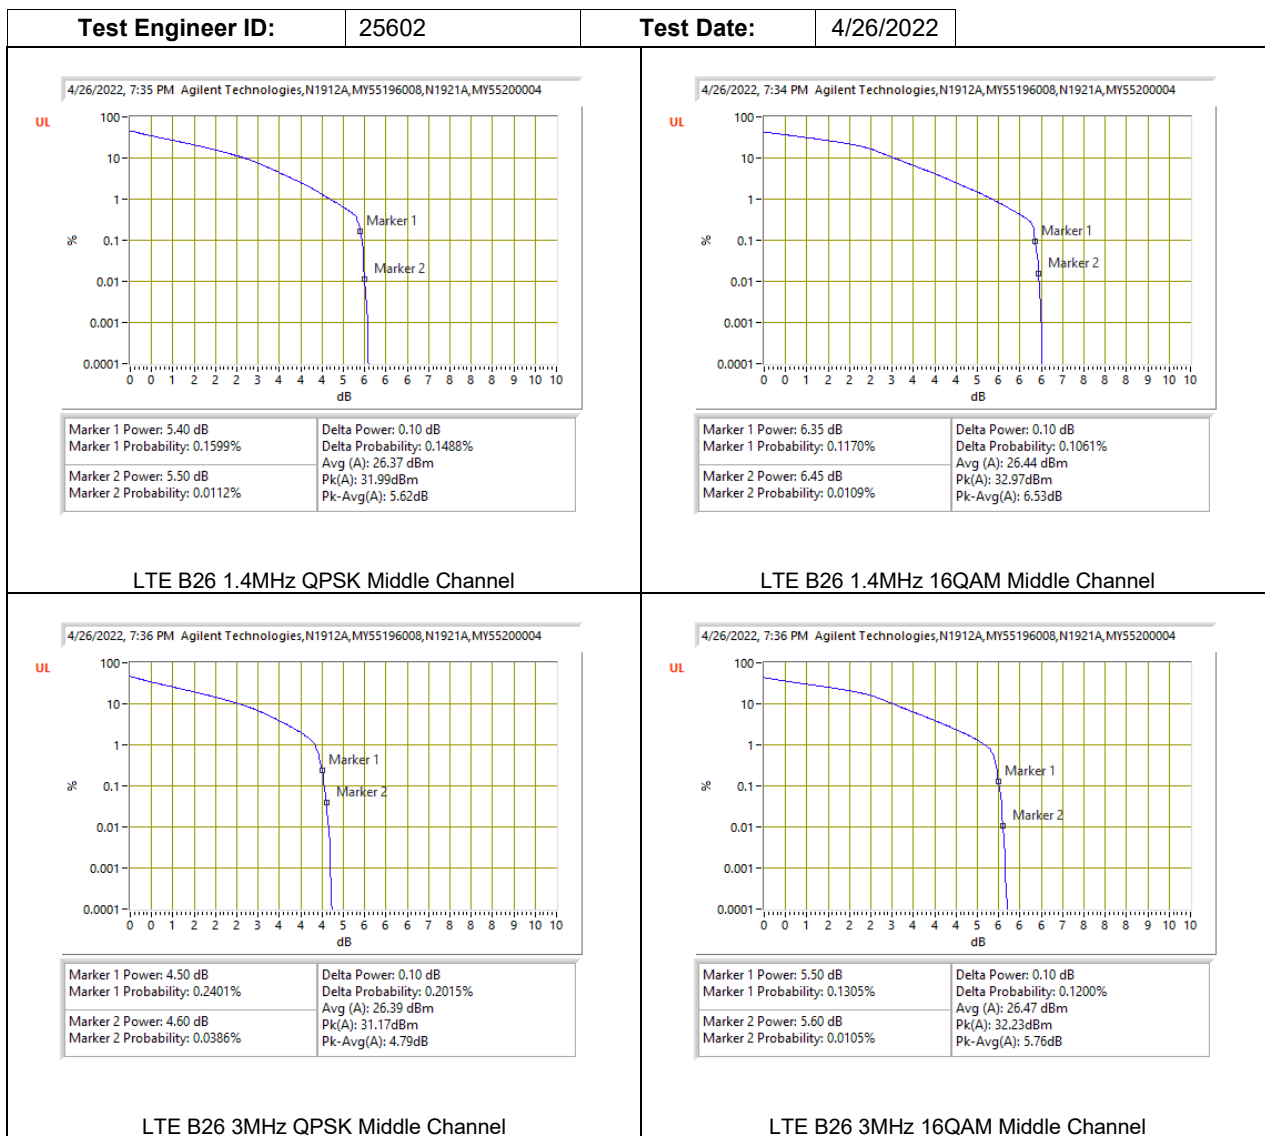 Test Engineer ID: 25602 Test Date: 4/26/2022
4/26/2022, 7:35 PM Agilent Technologies,N1912A,MY55196008,N1921A,MY55200004
UL
100
10
1
0.1
0.01
0.001
0.0001
%
Marker 1
Marker 2
0 0 1 2 2 2 3 4 4 4 5 6 6 6 7 8 8 8 9 10 10
dB
Marker 1 Power: 5.40 dB
Marker 1 Probability: 0.1599%
Marker 2 Power: 5.50 dB
Marker 2 Probability: 0.0112%
Delta Power: 0.10 dB
Delta Probability: 0.1488%
Avg (A): 26.37 dBm
Pk(A): 31.99dBm
Pk-Avg(A): 5.62dB
LTE B26 1.4MHz QPSK Middle Channel
4/26/2022, 7:34 PM Agilent Technologies,N1912A,MY55196008,N1921A,MY55200004
UL
100
10
1
0.1
0.01
0.001
0.0001
%
Marker 1
Marker 2
0 0 1 2 2 2 3 4 4 4 5 6 6 6 7 8 8 8 9 10 10
dB
Marker 1 Power: 6.35 dB
Marker 1 Probability: 0.1170%
Marker 2 Power: 6.45 dB
Marker 2 Probability: 0.0109%
Delta Power: 0.10 dB
Delta Probability: 0.1061%
Avg (A): 26.44 dBm
Pk(A): 32.97dBm
Pk-Avg(A): 6.53dB
LTE B26 1.4MHz 16QAM Middle Channel
4/26/2022, 7:36 PM Agilent Technologies,N1912A,MY55196008,N1921A,MY55200004
UL
100
10
1
0.1
0.01
0.001
0.0001
%
Marker 1
Marker 2
0 0 1 2 2 2 3 4 4 4 5 6 6 6 7 8 8 8 9 10 10
dB
Marker 1 Power: 4.50 dB
Marker 1 Probability: 0.2401%
Marker 2 Power: 4.60 dB
Marker 2 Probability: 0.0386%
Delta Power: 0.10 dB
Delta Probability: 0.2015%
Avg (A): 26.39 dBm
Pk(A): 31.17dBm
Pk-Avg(A): 4.79dB
LTE B26 3MHz QPSK Middle Channel
4/26/2022, 7:36 PM Agilent Technologies,N1912A,MY55196008,N1921A,MY55200004
UL
100
10
1
0.1
0.01
0.001
0.0001
%
Marker 1
Marker 2
0 0 1 2 2 2 3 4 4 4 5 6 6 6 7 8 8 8 9 10 10
dB
Marker 1 Power: 5.50 dB
Marker 1 Probability: 0.1305%
Marker 2 Power: 5.60 dB
Marker 2 Probability: 0.0105%
Delta Power: 0.10 dB
Delta Probability: 0.1200%
Avg (A): 26.47 dBm
Pk(A): 32.23dBm
Pk-Avg(A): 5.76dB
LTE B26 3MHz 16QAM Middle Channel